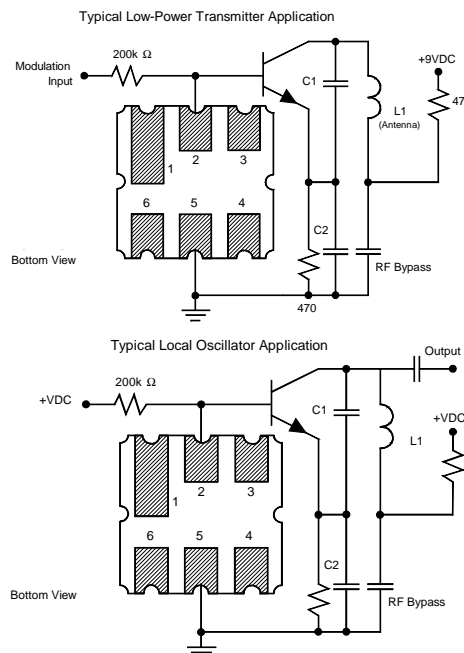 Typical Low-Power Transmitter Application
200k Ω
Modulation
Input
C1
+9VDC
47
L1
(Antenna)
1
2
3
6
5
4
C2
RF Bypass
470
Bottom View
Typical Local Oscillator Application
Output
200k Ω
+VDC
C1
+VDC
L1
1
2
3
6
5
4
C2
RF Bypass
Bottom View